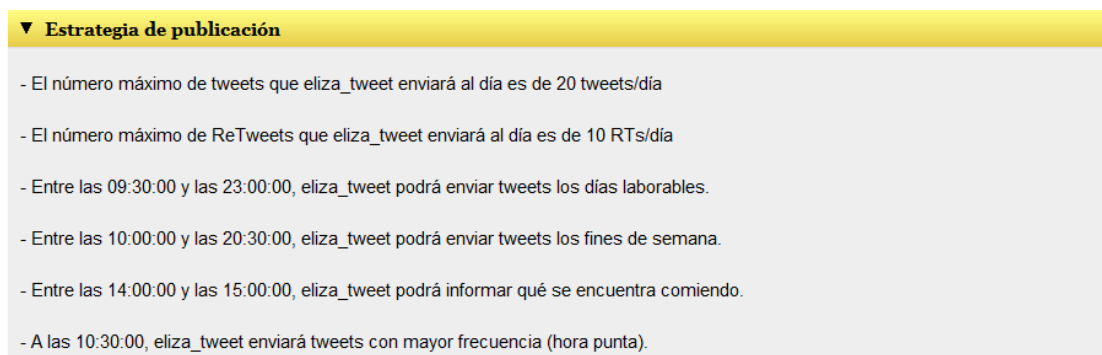 ▼ Estrategia de publicación
- El número máximo de tweets que eliza_tweet enviará al día es de 20 tweets/día
- El número máximo de ReTweets que eliza_tweet enviará al día es de 10 RTs/día
- Entre las 09:30:00 y las 23:00:00, eliza_tweet podrá enviar tweets los días laborables.
- Entre las 10:00:00 y las 20:30:00, eliza_tweet podrá enviar tweets los fines de semana.
- Entre las 14:00:00 y las 15:00:00, eliza_tweet podrá informar qué se encuentra comiendo.
- A las 10:30:00, eliza_tweet enviará tweets con mayor frecuencia (hora punta).